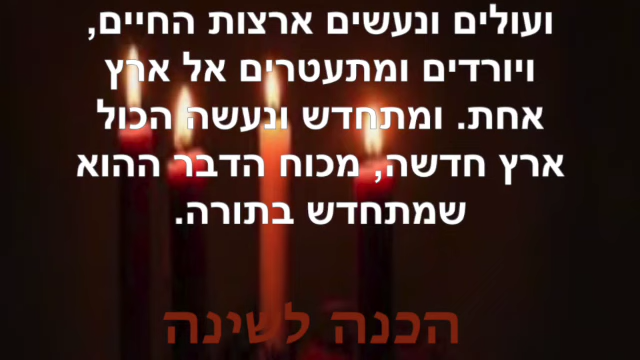 ועולים ונעשים ארצות החיים,
ויורדים ומתעטרים אל ארץ
אחת. ומתחדש ונעשה הכול
ארץ חדשה, מכוח הדבר ההוא
שמתחדש בתורה.
הכנה לשינה